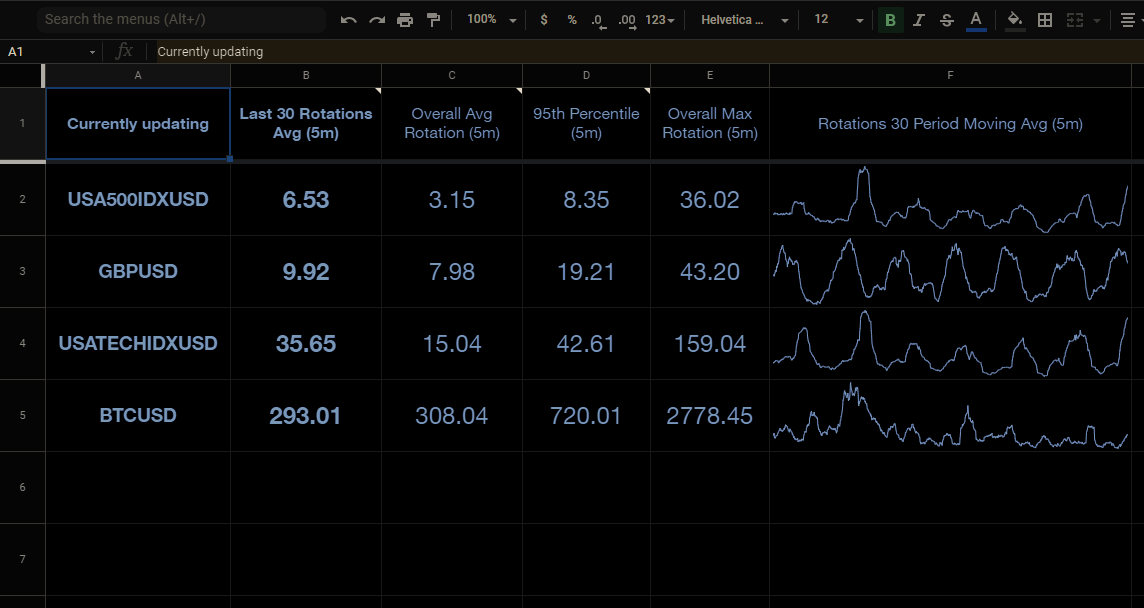 Search the menus (Alt+/)
100%
$
%
.0
.00
123
Helvetica ...
12
B
I
S
A
A1
fx
Currently updating
A
B
C
D
E
F
1
Currently updating
Last 30 Rotations
Avg (5m)
Overall Avg
Rotation (5m)
95th Percentile
(5m)
Overall Max
Rotation (5m)
Rotations 30 Period Moving Avg (5m)
2
USA500IDXUSD
6.53
3.15
8.35
36.02
3
GBPUSD
9.92
7.98
19.21
43.20
4
USATECHIDXUSD
35.65
15.04
42.61
159.04
5
BTCUSD
293.01
308.04
720.01
2778.45
6
7